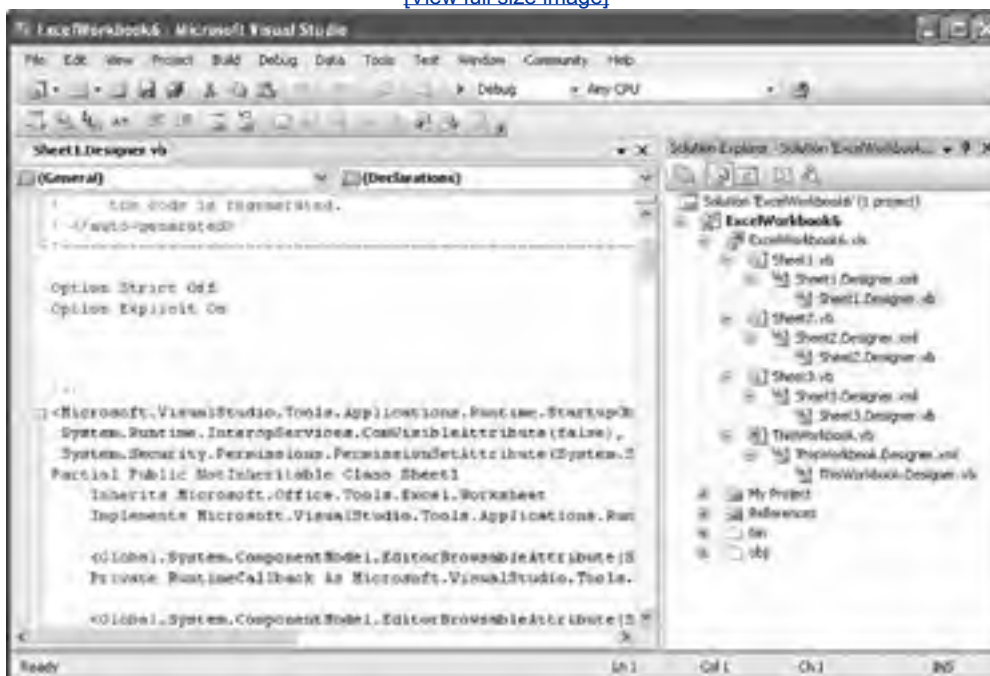 [View full size image]
ExcelWorkbook6 - Microsoft Visual Studio
File Edit View Project Build Debug Data Tools Test Window Community Help
Debug Any CPU
Sheet1.Designer.vb
(General) (Declarations)
' the code is regenerated.
' </auto-generated>
Option Strict Off
Option Explicit On
'''
<Microsoft.VisualStudio.Tools.Applications.Runtime.StartupOb
System.Runtime.InteropServices.ComVisibleAttribute(false),
System.Security.Permissions.PermissionSetAttribute(System.S
Partial Public NotInheritable Class Sheet1
Inherits Microsoft.Office.Tools.Excel.Worksheet
Implements Microsoft.VisualStudio.Tools.Applications.Run
<Global.System.ComponentModel.EditorBrowsableAttribute(S
Private RuntimeCallback As Microsoft.VisualStudio.Tools.
<Global.System.ComponentModel.EditorBrowsableAttribute(S
Solution Explorer - Solution 'ExcelWorkbook...
Solution 'ExcelWorkbook6' (1 project)
ExcelWorkbook6
ExcelWorkbook6.xls
Sheet1.vb
Sheet1.Designer.xml
Sheet1.Designer.vb
Sheet2.vb
Sheet2.Designer.xml
Sheet2.Designer.vb
Sheet3.vb
Sheet3.Designer.xml
Sheet3.Designer.vb
ThisWorkbook.vb
ThisWorkbook.Designer.xml
ThisWorkbook.Designer.vb
My Project
References
bin
obj
Ready Ln 1 Col 1 Ch 1 INS